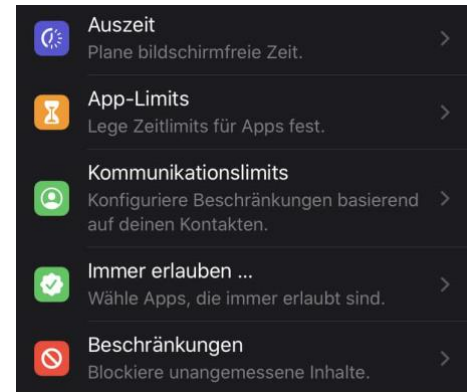 Auszeit
Plane bildschirmfreie Zeit.
App-Limits
Lege Zeitlimits für Apps fest.
Kommunikationslimits
Konfiguriere Beschränkungen basierend
auf deinen Kontakten.
Immer erlauben ...
Wähle Apps, die immer erlaubt sind.
Beschränkungen
Blockiere unangemessene Inhalte.